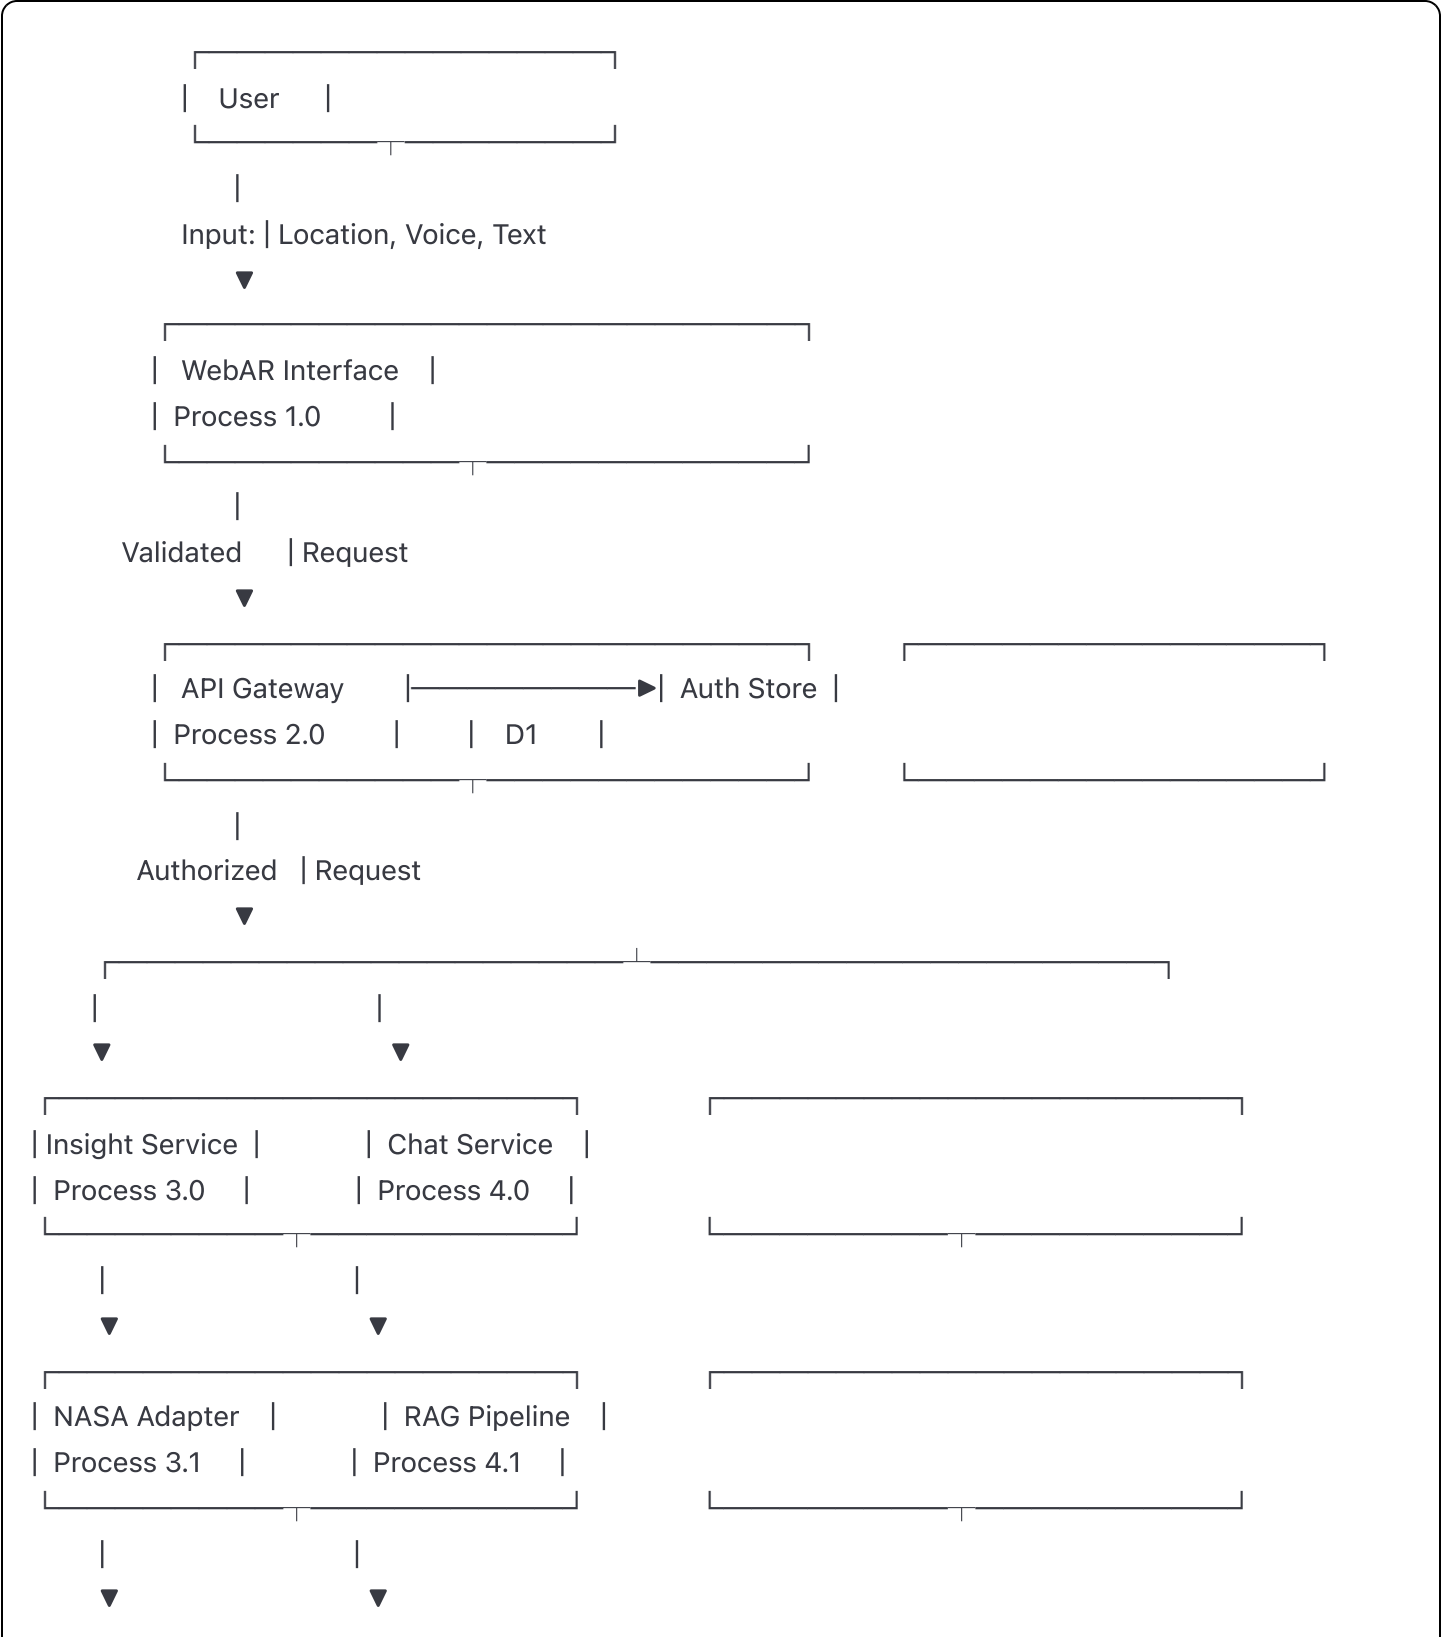 User
Input: | Location, Voice, Text
WebAR Interface
Process 1.0
Validated | Request
API Gateway Auth Store
Process 2.0 D1
Authorized | Request
Insight Service Chat Service
Process 3.0 Process 4.0
NASA Adapter RAG Pipeline
Process 3.1 Process 4.1